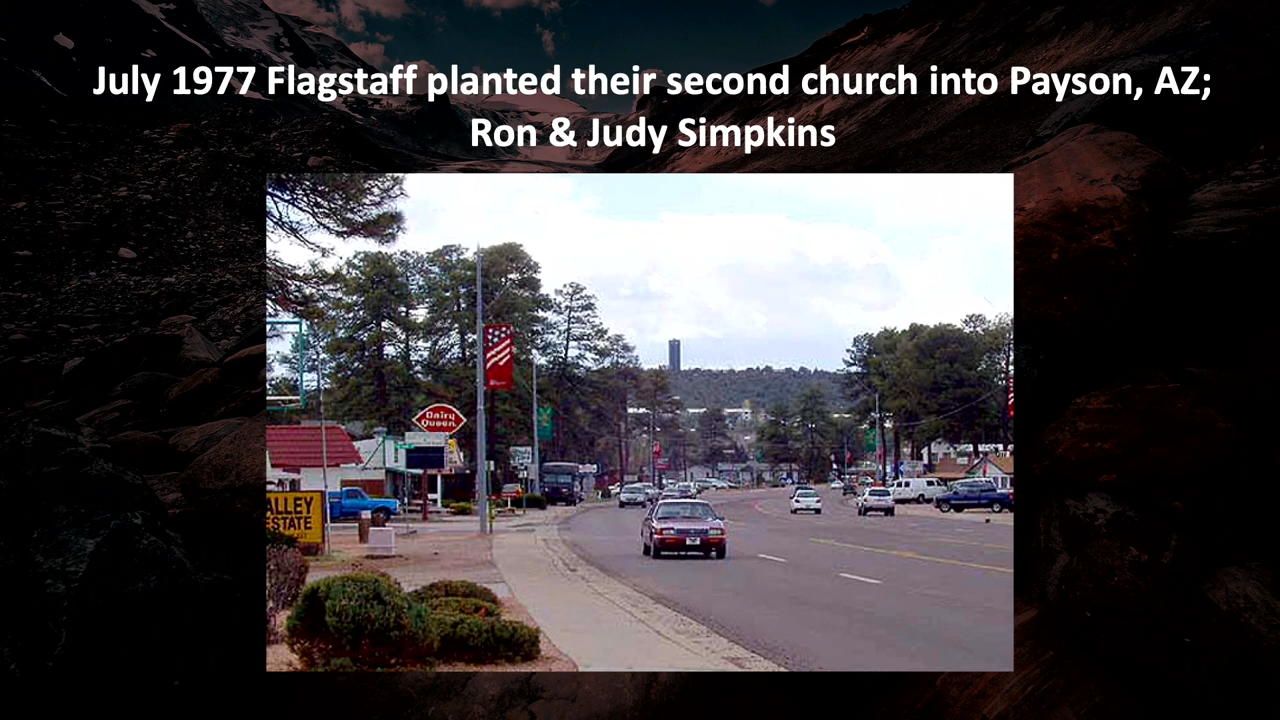 July 1977 Flagstaff planted their second church into Payson, AZ;
Ron & Judy Simpkins
Dairy
Queen
ALLEY
ESTATE